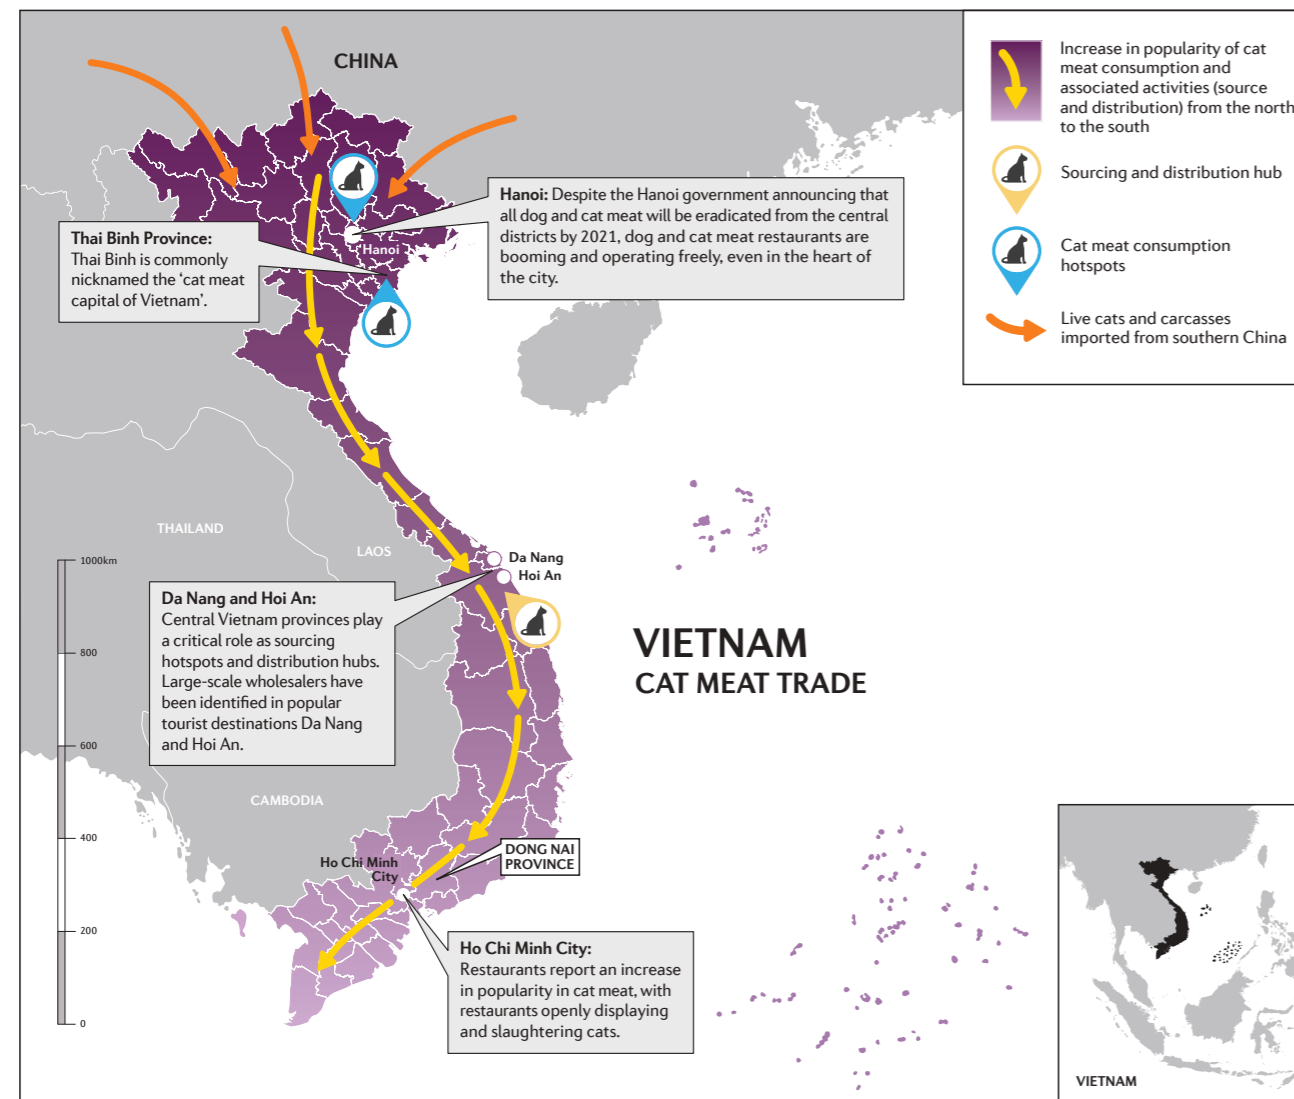 CHINA
Increase in popularity of cat
meat consumption and
associated activities (source
and distribution) from the north
to the south
Sourcing and distribution hub
Cat meat consumption
hotspots
Live cats and carcasses
imported from southern China
Hanoi: Despite the Hanoi government announcing that
all dog and cat meat will be eradicated from the central
districts by 2021, dog and cat meat restaurants are
booming and operating freely, even in the heart of
the city.
Thai Binh Province:
Thai Binh is commonly
nicknamed the ‘cat meat
capital of Vietnam’.
Hanoi
THAILAND
LAOS
1000km
800
600
400
200
0
Da Nang
Hoi An
Da Nang and Hoi An:
Central Vietnam provinces play
a critical role as sourcing
hotspots and distribution hubs.
Large-scale wholesalers have
been identified in popular
tourist destinations Da Nang
and Hoi An.
VIETNAM
CAT MEAT TRADE
CAMBODIA
Ho Chi Minh
City
DONG NAI
PROVINCE
Ho Chi Minh City:
Restaurants report an increase
in popularity in cat meat, with
restaurants openly displaying
and slaughtering cats.
VIETNAM